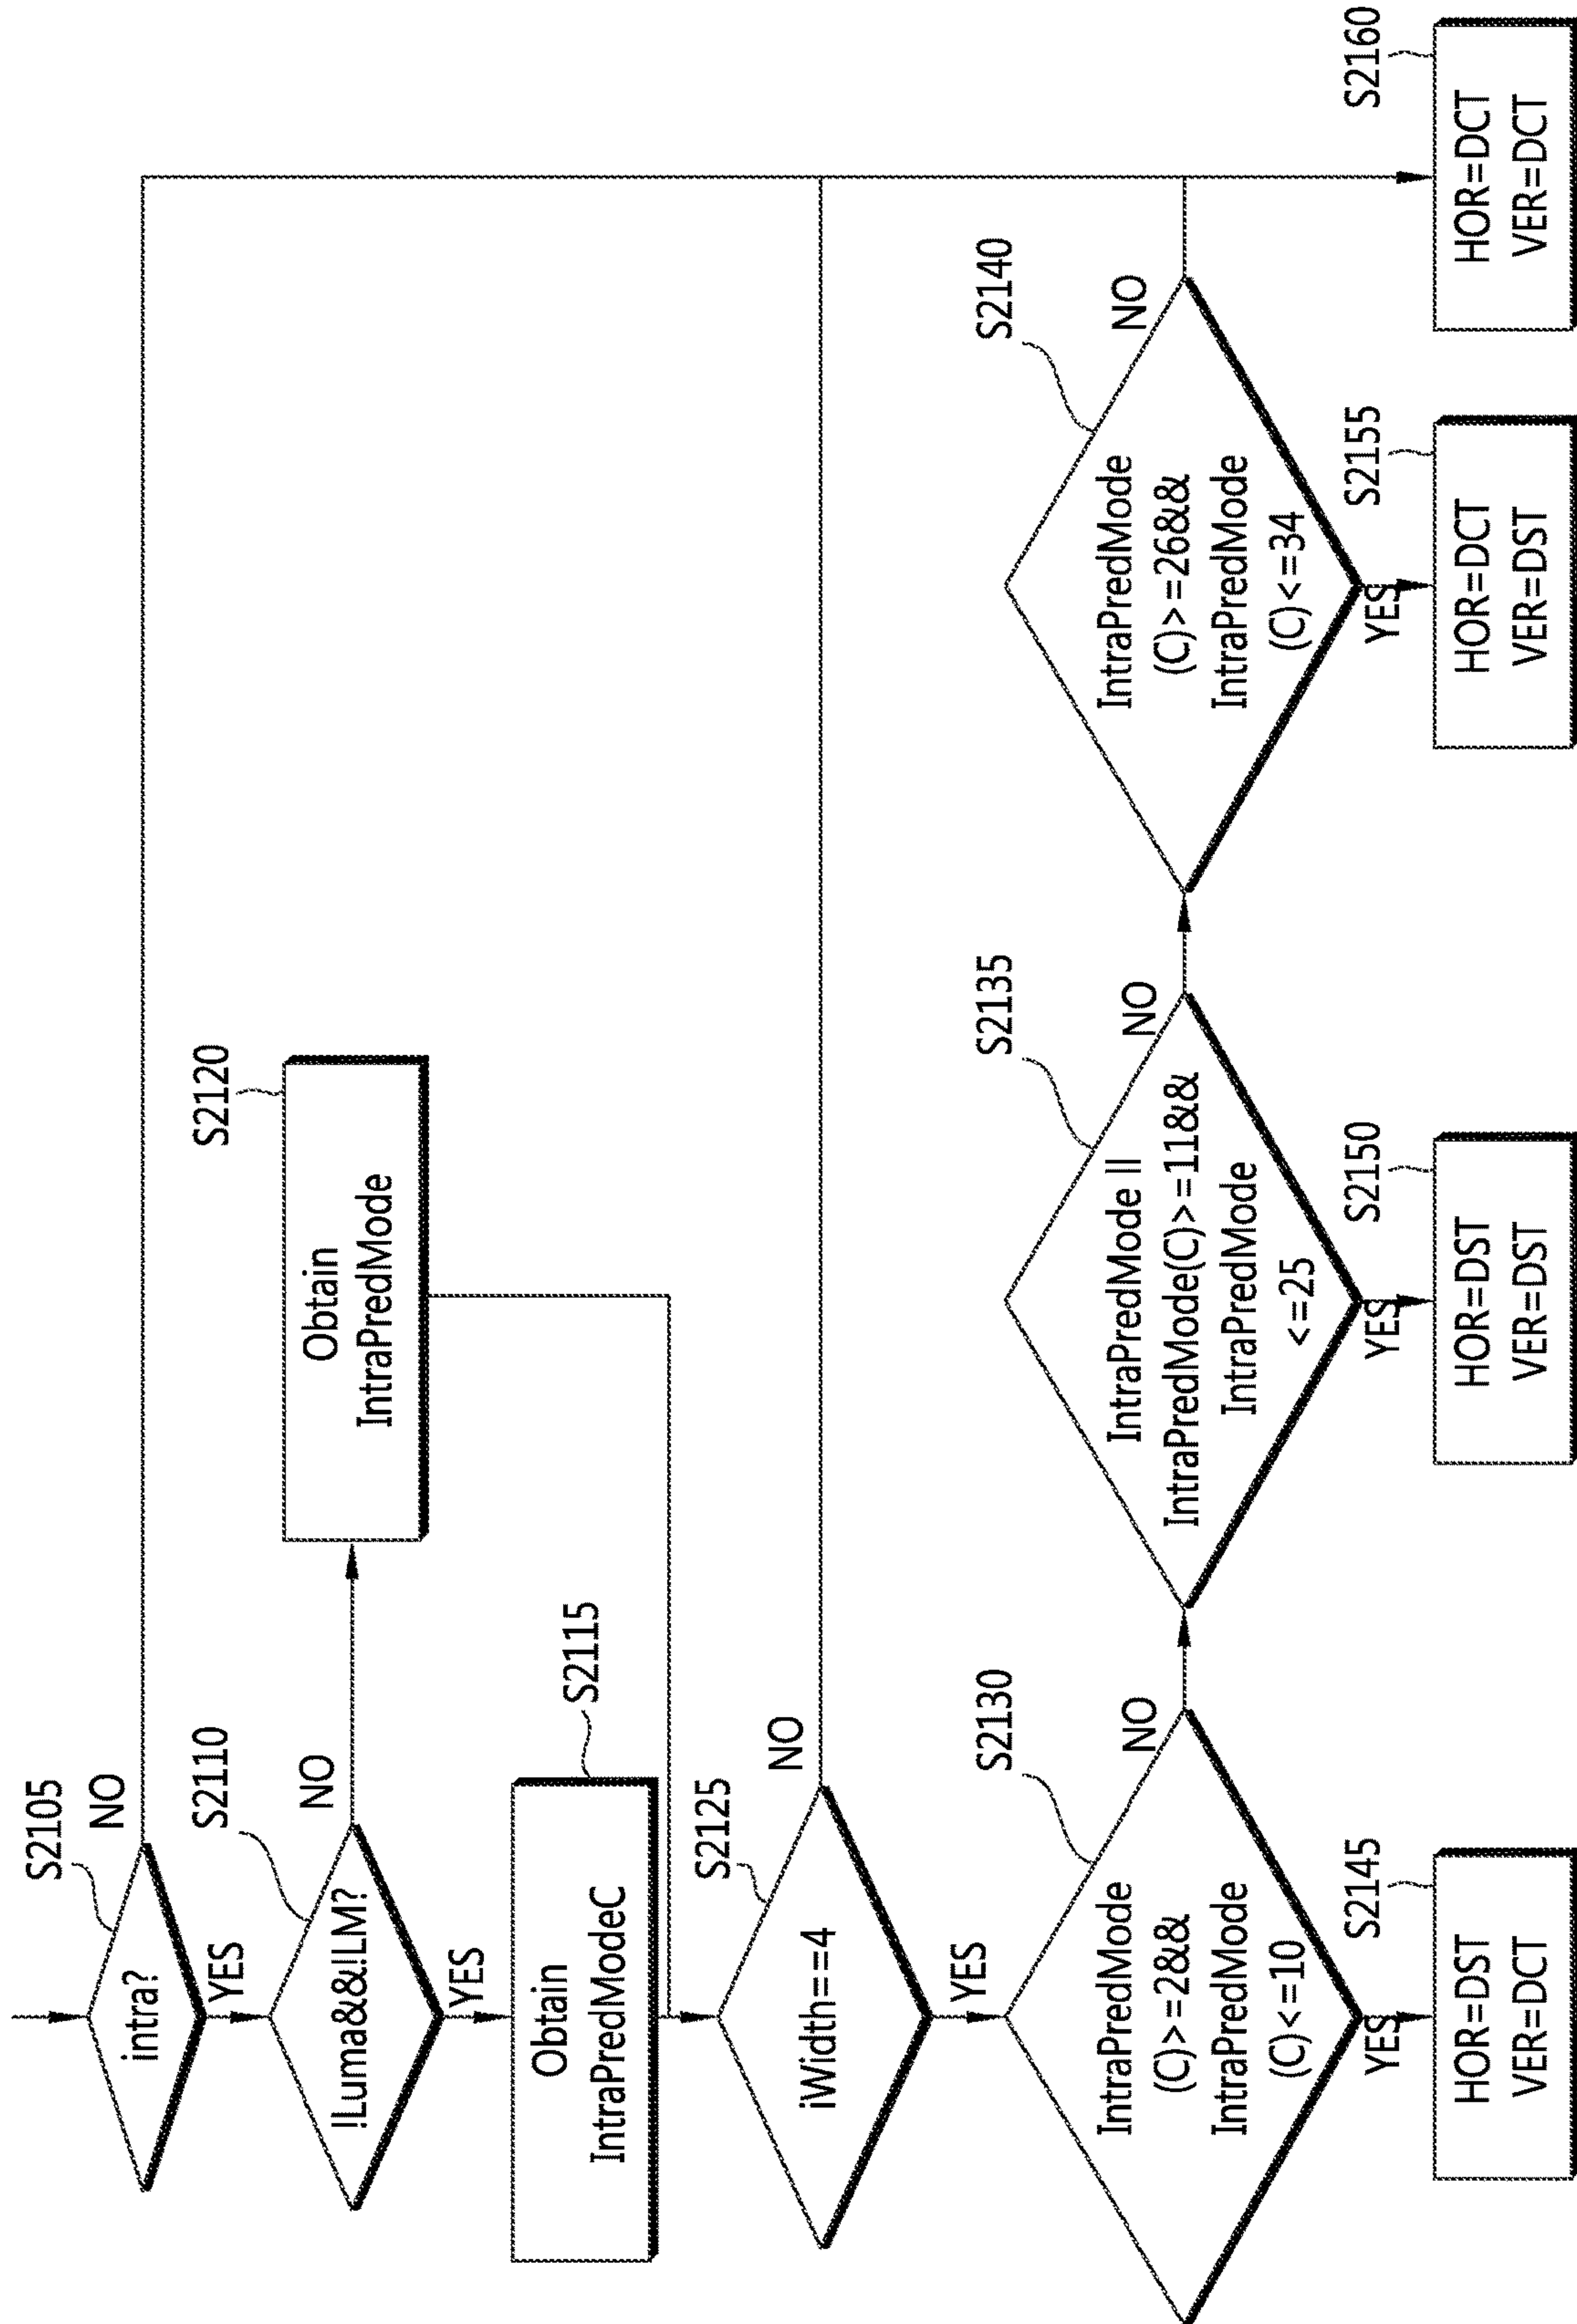 S2105
intra?
NO
YES
S2110
!Luma&&!LM?
NO
YES
S2120
Obtain
IntraPredMode
S2115
Obtain
IntraPredModeC
S2125
iWidth==4
NO
YES
S2130
IntraPredMode
(C)>=2&&
IntraPredMode
(C)<=10
NO
YES
S2135
IntraPredMode ||
IntraPredMode(C)>=11&&
IntraPredMode
<=25
NO
YES
S2140
IntraPredMode
(C)>=26&&
IntraPredMode
(C)<=34
NO
YES
S2145
HOR=DST
VER=DCT
S2150
HOR=DST
VER=DST
S2155
HOR=DCT
VER=DST
S2160
HOR=DCT
VER=DCT